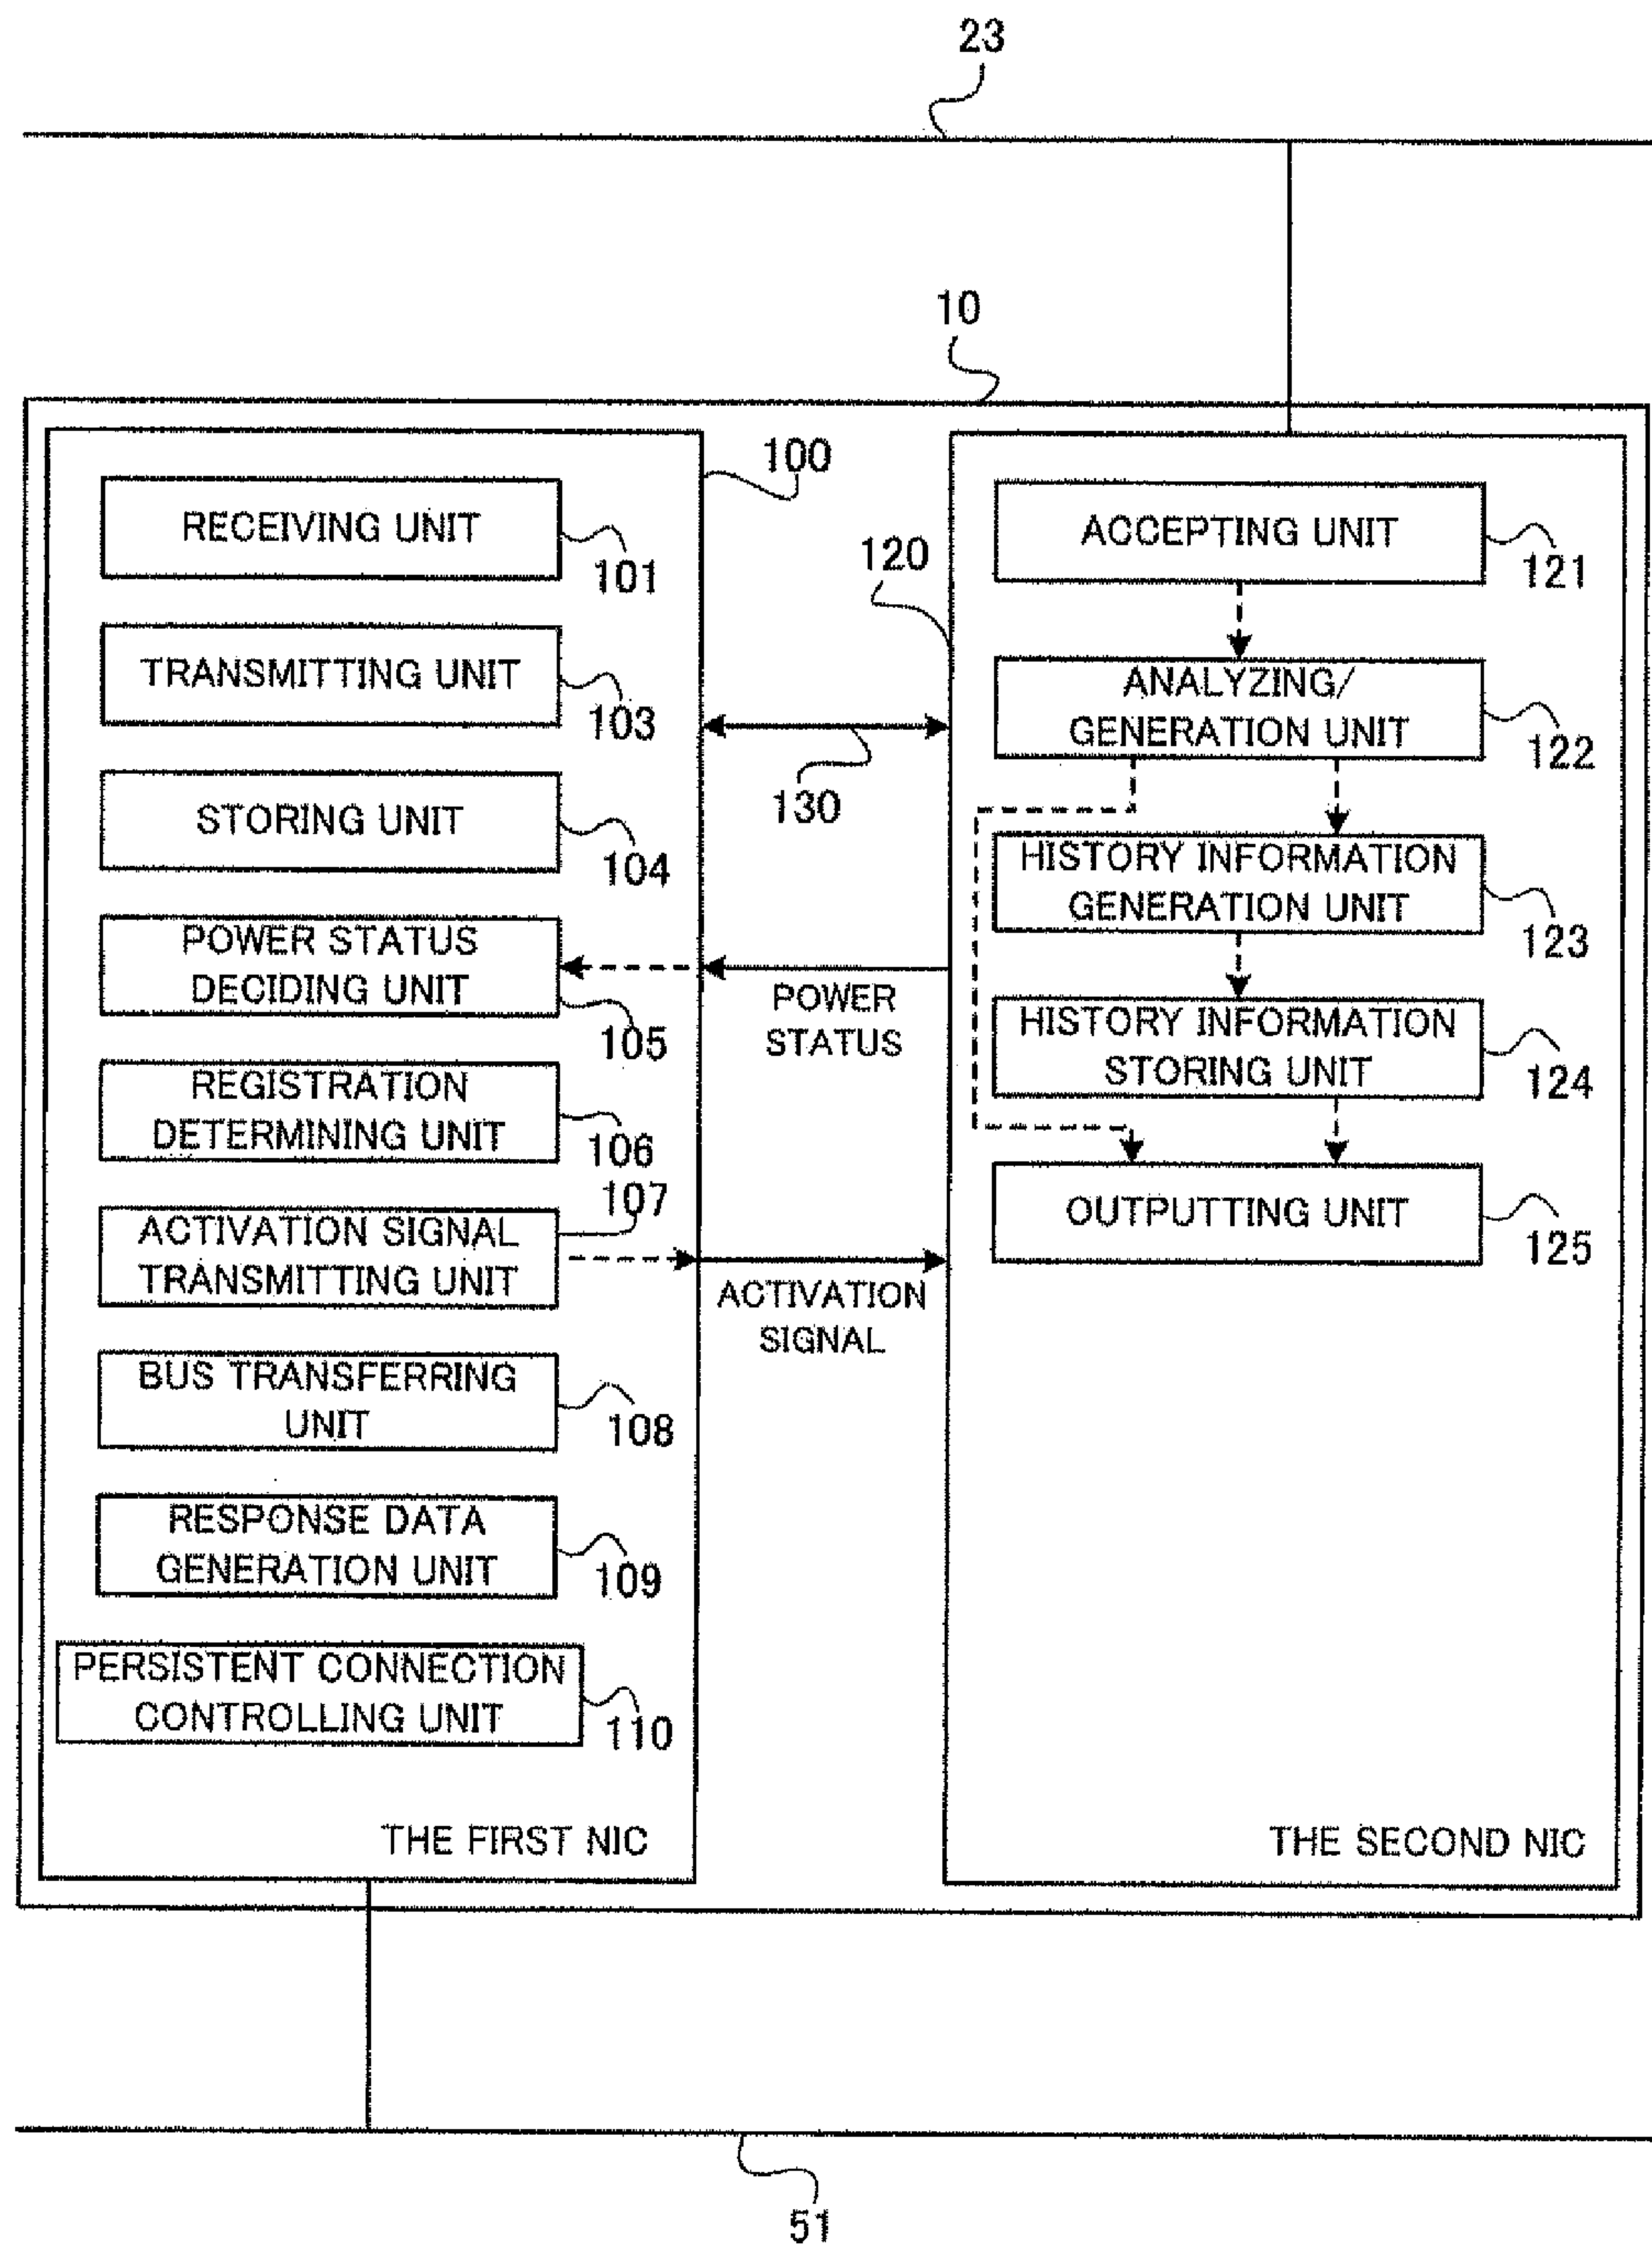 23
10
100
RECEIVING UNIT
101
TRANSMITTING UNIT
103
STORING UNIT
104
POWER STATUS
DECIDING UNIT
105
REGISTRATION
DETERMINING UNIT
106
107
ACTIVATION SIGNAL
TRANSMITTING UNIT
BUS TRANSFERRING
UNIT
108
RESPONSE DATA
GENERATION UNIT
109
PERSISTENT CONNECTION
CONTROLLING UNIT
110
THE FIRST NIC
120
130
POWER
STATUS
ACTIVATION
SIGNAL
ACCEPTING UNIT
121
ANALYZING/
GENERATION UNIT
122
HISTORY INFORMATION
GENERATION UNIT
123
HISTORY INFORMATION
STORING UNIT
124
OUTPUTTING UNIT
125
THE SECOND NIC
51